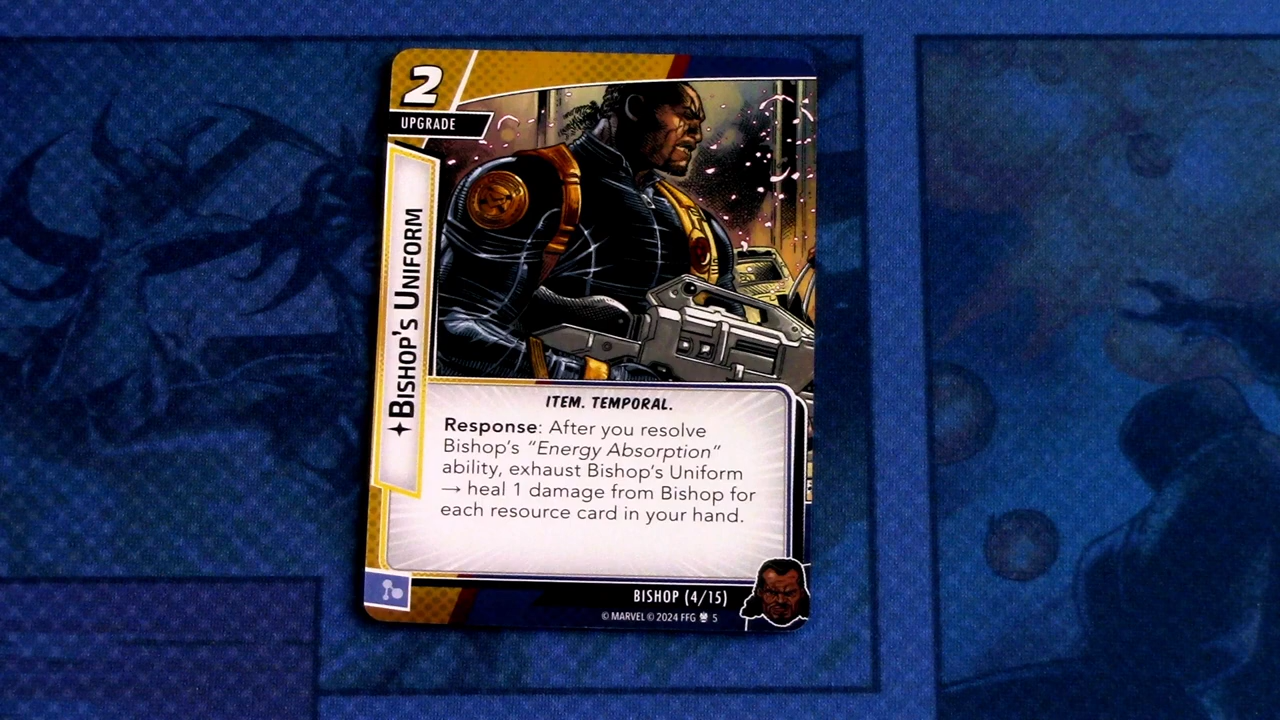 2
UPGRADE
BISHOP'S UNIFORM
ITEM. TEMPORAL.
Response: After you resolve
Bishop's "Energy Absorption"
ability, exhaust Bishop's Uniform
→ heal 1 damage from Bishop for
each resource card in your hand.
BISHOP (4/15)
© MARVEL © 2024 FFG 5